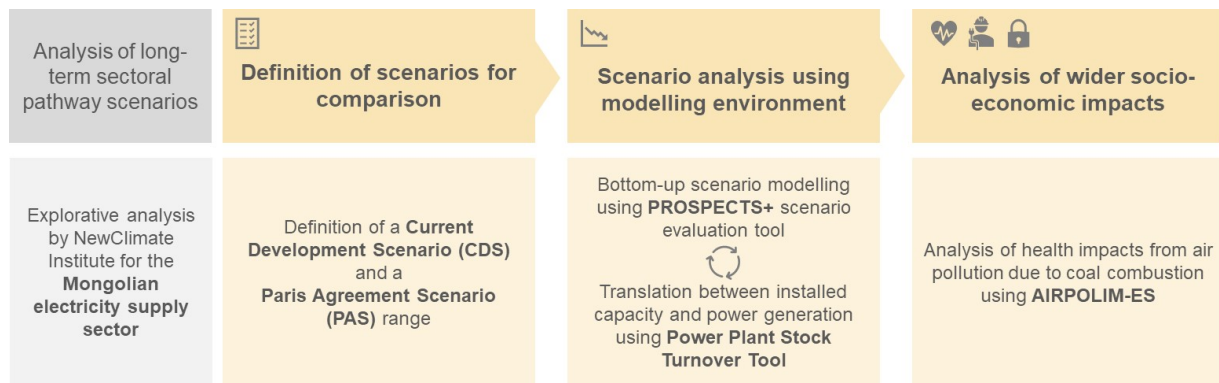 Analysis of long-
term sectoral
pathway scenarios
Definition of scenarios for
comparison
Scenario analysis using
modelling environment
Analysis of wider socio-
economic impacts
Explorative analysis
by NewClimate
Institute for the
Mongolian
electricity supply
sector
Definition of a Current
Development Scenario (CDS)
and a
Paris Agreement Scenario
(PAS) range
Bottom-up scenario modelling
using PROSPECTS+ scenario
evaluation tool
Translation between installed
capacity and power generation
using Power Plant Stock
Turnover Tool
Analysis of health impacts from air
pollution due to coal combustion
using AIRPOLIM-ES